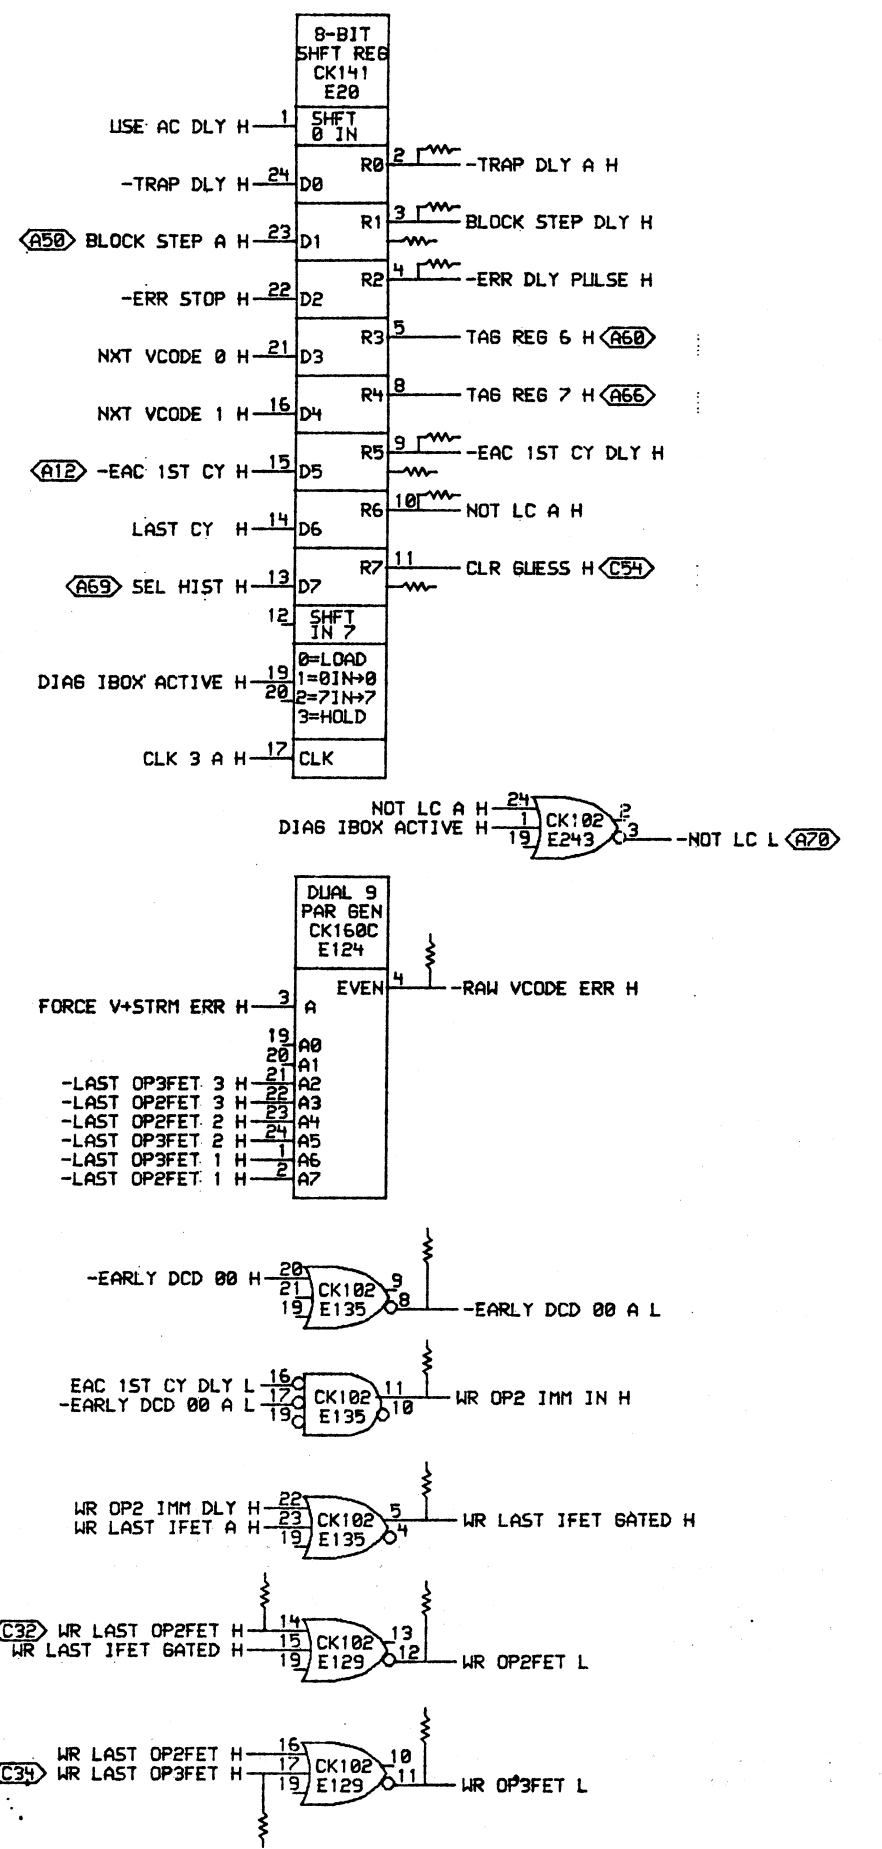 8-BIT
SHFT REG
CK141
E20
USE AC DLY H 1 SHFT
0 IN
R0 2 -TRAP DLY A H
-TRAP DLY H 24 D0
R1 3 BLOCK STEP DLY H
A50 BLOCK STEP A H 23 D1
R2 4 -ERR DLY PULSE H
-ERR STOP H 22 D2
R3 5 TAG REG 6 H A60
NXT VCODE 0 H 21 D3
R4 8 TAG REG 7 H A66
NXT VCODE 1 H 16 D4
R5 9 -EAC 1ST CY DLY H
A12 -EAC 1ST CY H 15 D5
R6 10 NOT LC A H
LAST CY H 14 D6
R7 11 CLR GUESS H C54
A69 SEL HIST H 13 D7
12 SHFT
IN 7
0=LOAD
DIAG IBOX ACTIVE H 19 1=0IN→0
20 2=7IN→7
3=HOLD
CLK 3 A H 17 CLK
NOT LC A H 24 2
DIAG IBOX ACTIVE H 1 CK102 3
19 E243 -NOT LC L A70
DUAL 9
PAR GEN
CK160C
E124
EVEN 4 -RAW VCODE ERR H
FORCE V+STRM ERR H 3 A
19 A0
20 A1
-LAST OP3FET 3 H 21 A2
-LAST OP2FET 3 H 22 A3
-LAST OP2FET 2 H 23 A4
-LAST OP3FET 2 H 24 A5
-LAST OP3FET 1 H 1 A6
-LAST OP2FET 1 H 2 A7
-EARLY DCD 00 H 20 9
21 CK102 8
19 E135 -EARLY DCD 00 A L
EAC 1ST CY DLY L 16 11
-EARLY DCD 00 A L 17 CK102 WR OP2 IMM IN H
19 E135 10
WR OP2 IMM DLY H 22 5
WR LAST IFET A H 23 CK102 WR LAST IFET GATED H
19 E135 4
C32 WR LAST OP2FET H 14 13
WR LAST IFET GATED H 15 CK102 12
19 E129 WR OP2FET L
WR LAST OP2FET H 16 10
C34 WR LAST OP3FET H 17 CK102 11
19 E129 WR OP3FET L